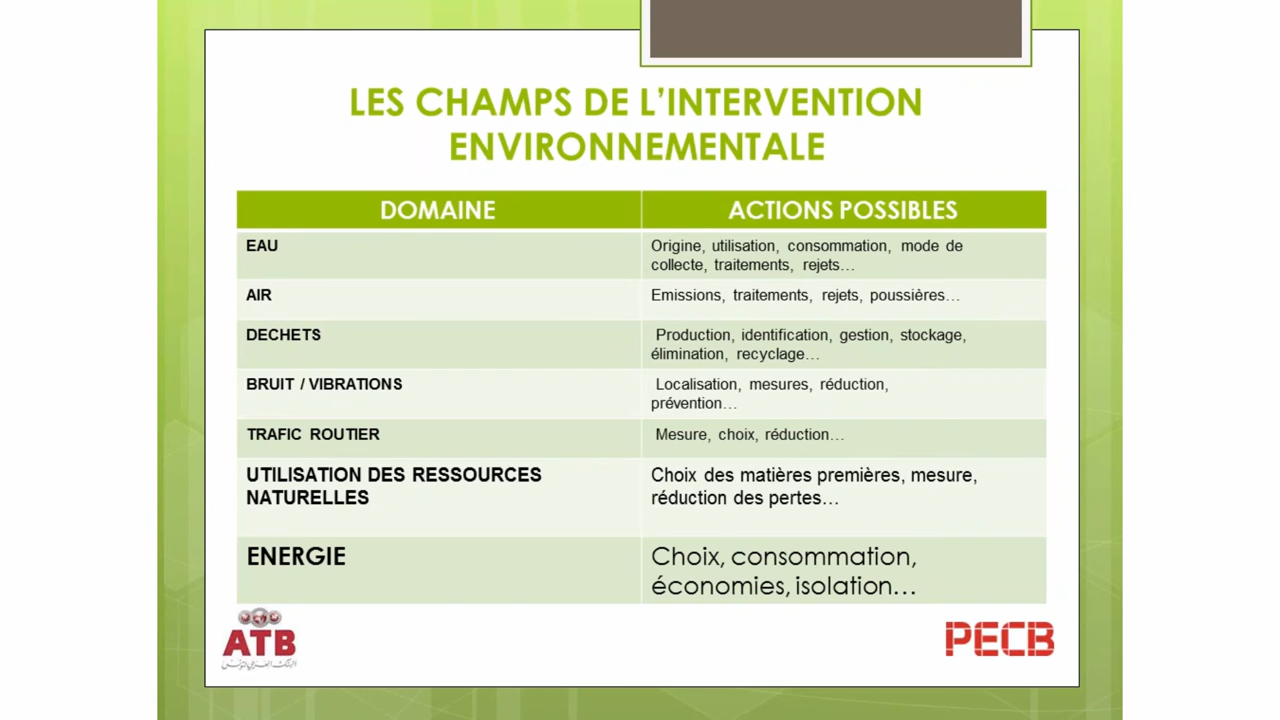 LES CHAMPS DE L’INTERVENTION
ENVIRONNEMENTALE
DOMAINE
ACTIONS POSSIBLES
EAU
Origine, utilisation, consommation, mode de
collecte, traitements, rejets…
AIR
Emissions, traitements, rejets, poussières…
DECHETS
Production, identification, gestion, stockage,
élimination, recyclage…
BRUIT / VIBRATIONS
Localisation, mesures, réduction,
prévention…
TRAFIC ROUTIER
Mesure, choix, réduction…
UTILISATION DES RESSOURCES
NATURELLES
Choix des matières premières, mesure,
réduction des pertes…
ENERGIE
Choix, consommation,
économies, isolation…
ATB
البنك العربي لتونس
PECB